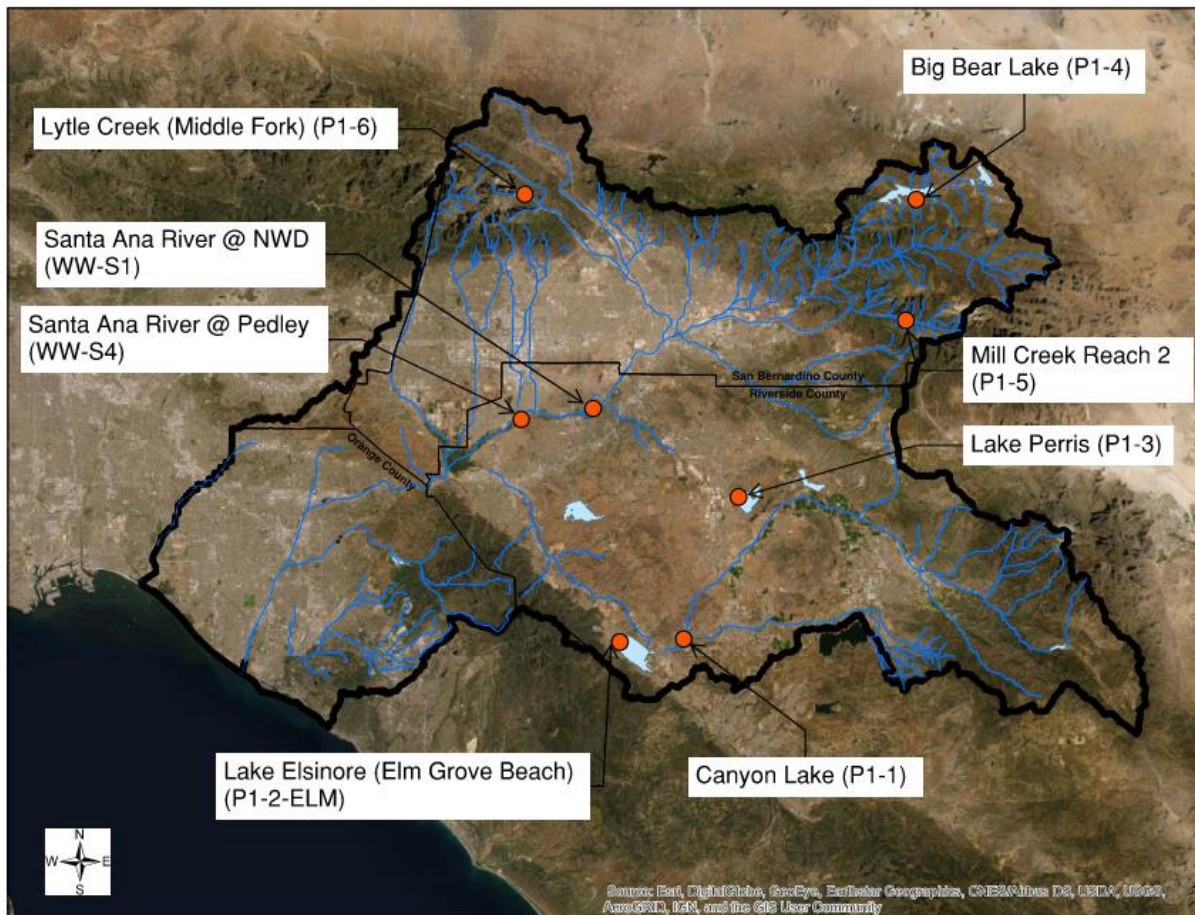 Big Bear Lake (P1-4)
Lytle Creek (Middle Fork) (P1-6)
Santa Ana River @ NWD
(WW-S1)
Santa Ana River @ Pedley
(WW-S4)
Mill Creek Reach 2
(P1-5)
San Bernardino County
Riverside County
Orange County
Lake Perris (P1-3)
Lake Elsinore (Elm Grove Beach)
(P1-2-ELM)
Canyon Lake (P1-1)
N
W E
S
Source: Esri, DigitalGlobe, GeoEye, Earthstar Geographics, CNES/Airbus DS, USDA, USGS,
AeroGRID, IGN, and the GIS User Community